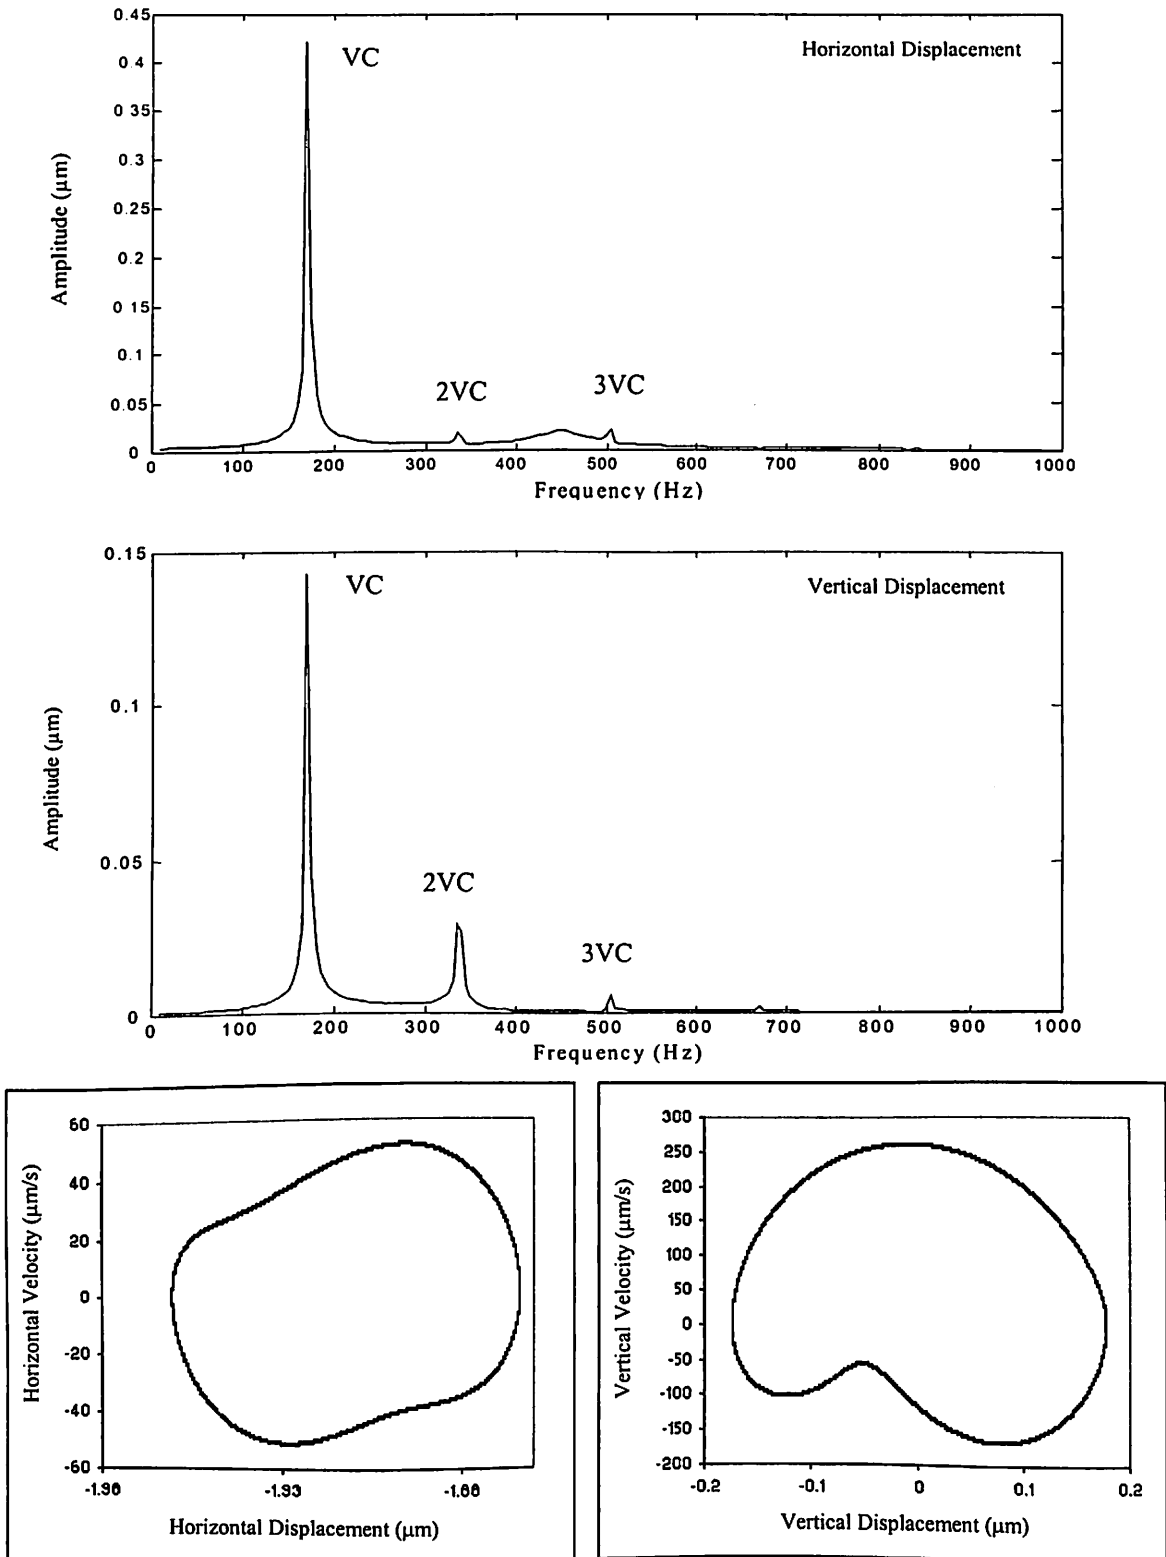 0.45
Horizontal Displacement
VC
0.4
0.35
0.3
0.25
0.2
0.15
0.1
0.05
0
Amplitude (µm)
2VC
3VC
0 100 200 300 400 500 600 700 800 900 1000
Frequency (Hz)
0.15
VC
Vertical Displacement
0.1
0.05
0
Amplitude (µm)
2VC
3VC
0 100 200 300 400 500 600 700 800 900 1000
Frequency (Hz)
60
40
20
0
-20
-40
-60
Horizontal Velocity (µm/s)
-1.93
Horizontal Displacement (µm)
300
250
200
150
100
50
0
-50
-100
-150
-200
Vertical Velocity (µm/s)
-0.2 -0.1 0 0.1 0.2
Vertical Displacement (µm)